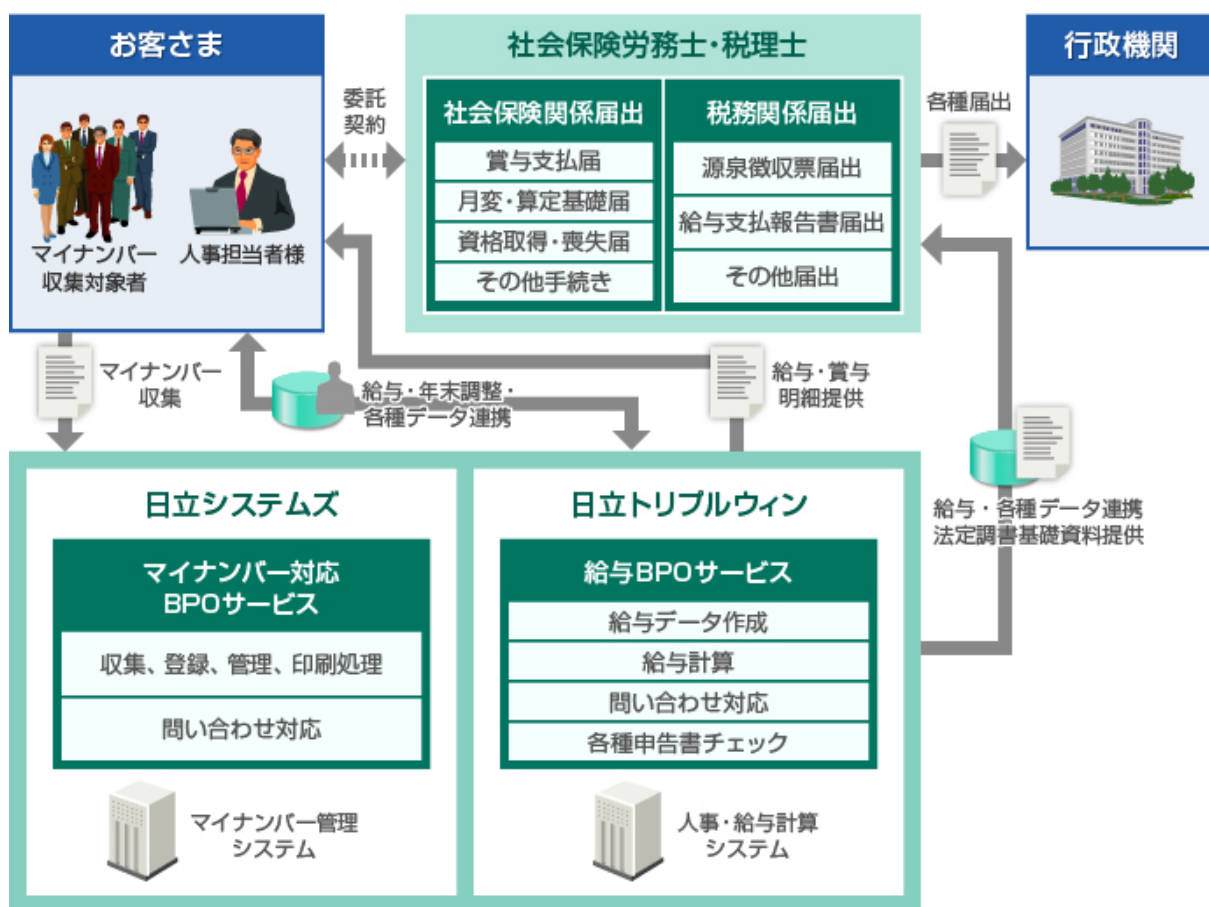 お客さま
マイナンバー
収集対象者
人事担当者様
委託
契約
社会保険労務士・税理士
社会保険関係届出
賞与支払届
月変・算定基礎届
資格取得・喪失届
その他手続き
税務関係届出
源泉徴収票届出
給与支払報告書届出
その他届出
各種届出
行政機関
マイナンバー
収集
給与・年末調整・
各種データ連携
給与・賞与
明細提供
給与・各種データ連携
法定調書基礎資料提供
日立システムズ
マイナンバー対応
BPOサービス
収集、登録、管理、印刷処理
問い合わせ対応
マイナンバー管理
システム
日立トリプルウィン
給与BPOサービス
給与データ作成
給与計算
問い合わせ対応
各種申告書チェック
人事・給与計算
システム